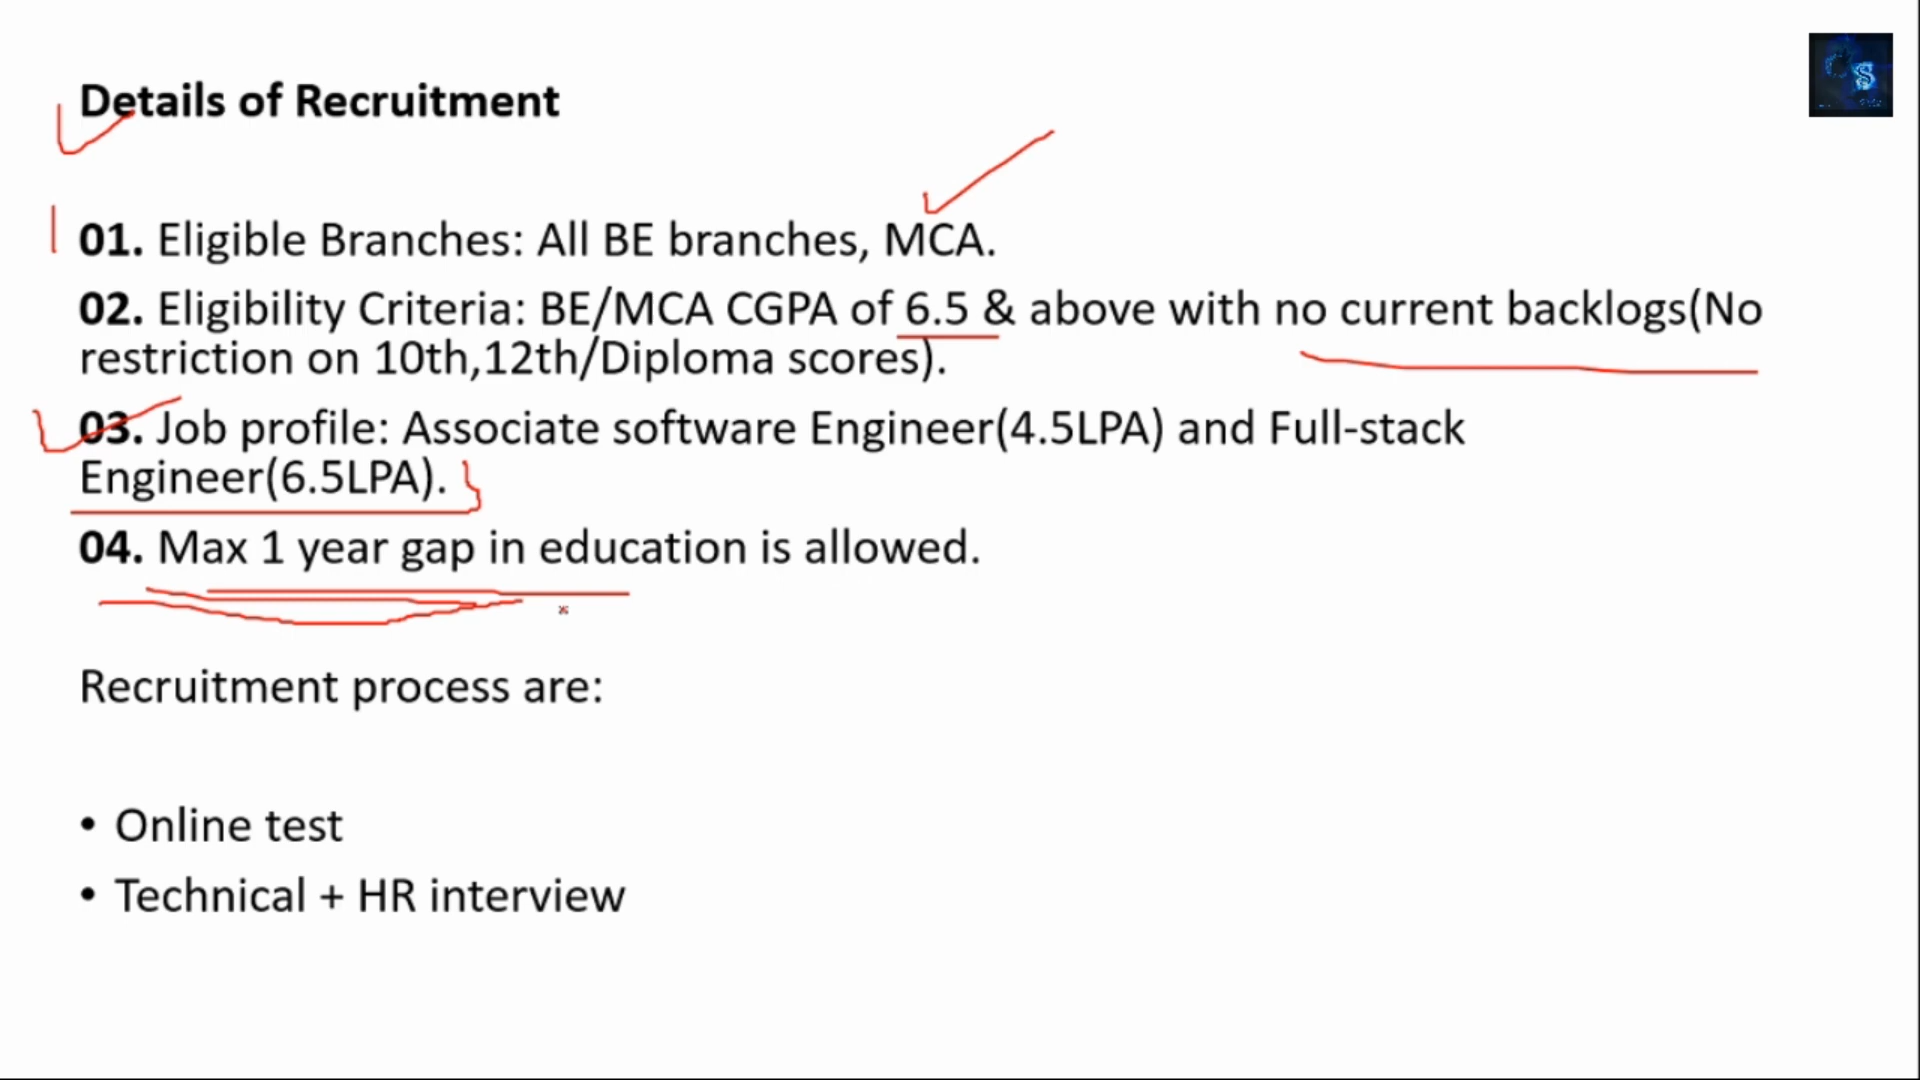 Details of Recruitment
01. Eligible Branches: All BE branches, MCA.
02. Eligibility Criteria: BE/MCA CGPA of 6.5 & above with no current backlogs(No
restriction on 10th,12th/Diploma scores).
03. Job profile: Associate software Engineer(4.5LPA) and Full-stack
Engineer(6.5LPA).
04. Max 1 year gap in education is allowed.
Recruitment process are:
• Online test
• Technical + HR interview